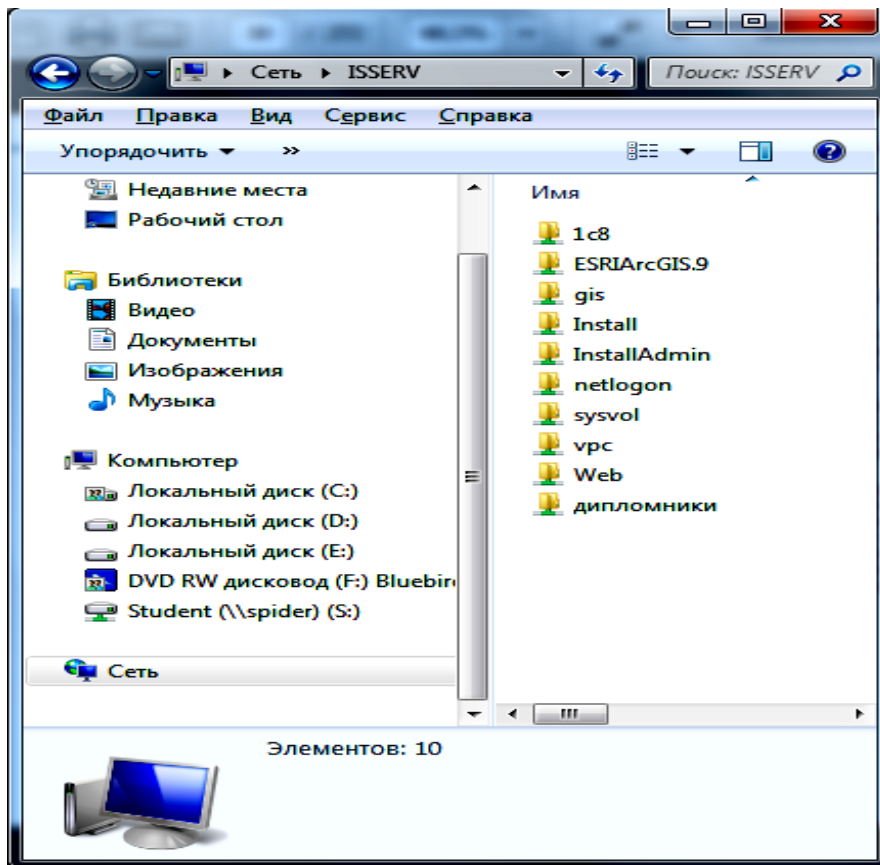 Сеть ISSERV
Поиск: ISSERV
Файл Правка Вид Сервис Справка
Упорядочить »
Недавние места
Рабочий стол
Библиотеки
Видео
Документы
Изображения
Музыка
Компьютер
Локальный диск (C:)
Локальный диск (D:)
Локальный диск (E:)
DVD RW дисковод (F:) Bluebir
Student (\\spider) (S:)
Сеть
Имя
1c8
ESRIArcGIS.9
gis
Install
InstallAdmin
netlogon
sysvol
vpc
Web
дипломники
Элементов: 10